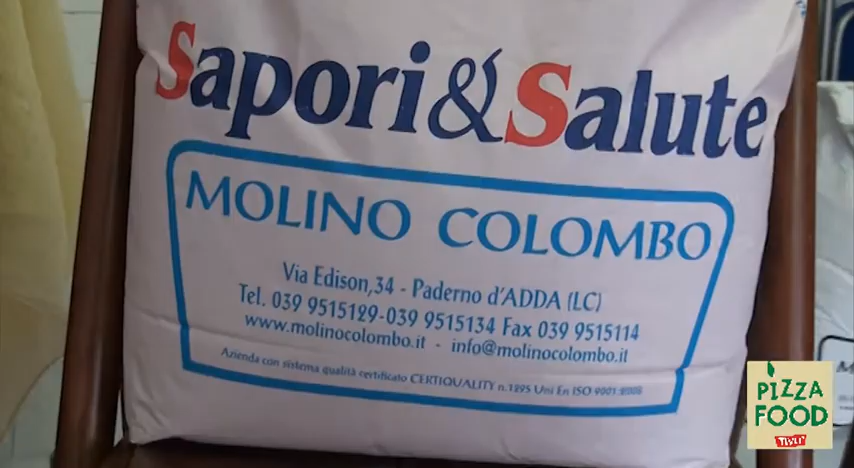 Sapori&Salute
MOLINO COLOMBO
Via Edison,34 - Paderno d'ADDA (LC)
Tel. 039 9515129-039 9515134 Fax 039 9515114
www.molinocolombo.it - info@molinocolombo.it
Azienda con sistema qualità certificato CERTIQUALITY n.1295 Uni En ISO 9001:2008
PIZZA
FOOD